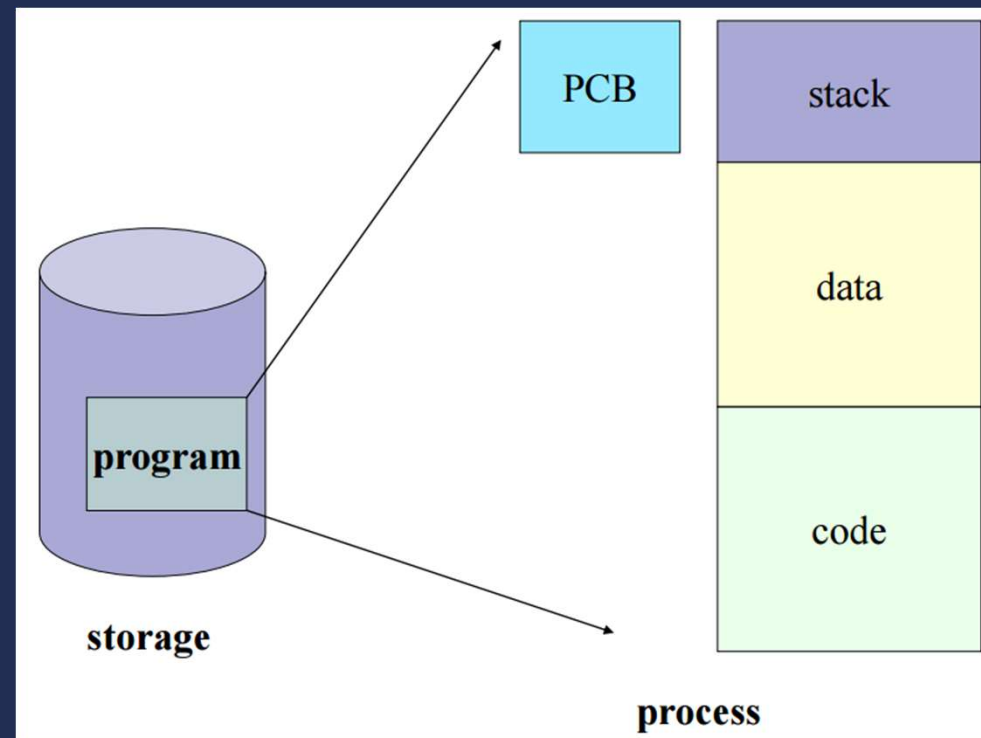 PCB
stack
data
program
code
storage
process